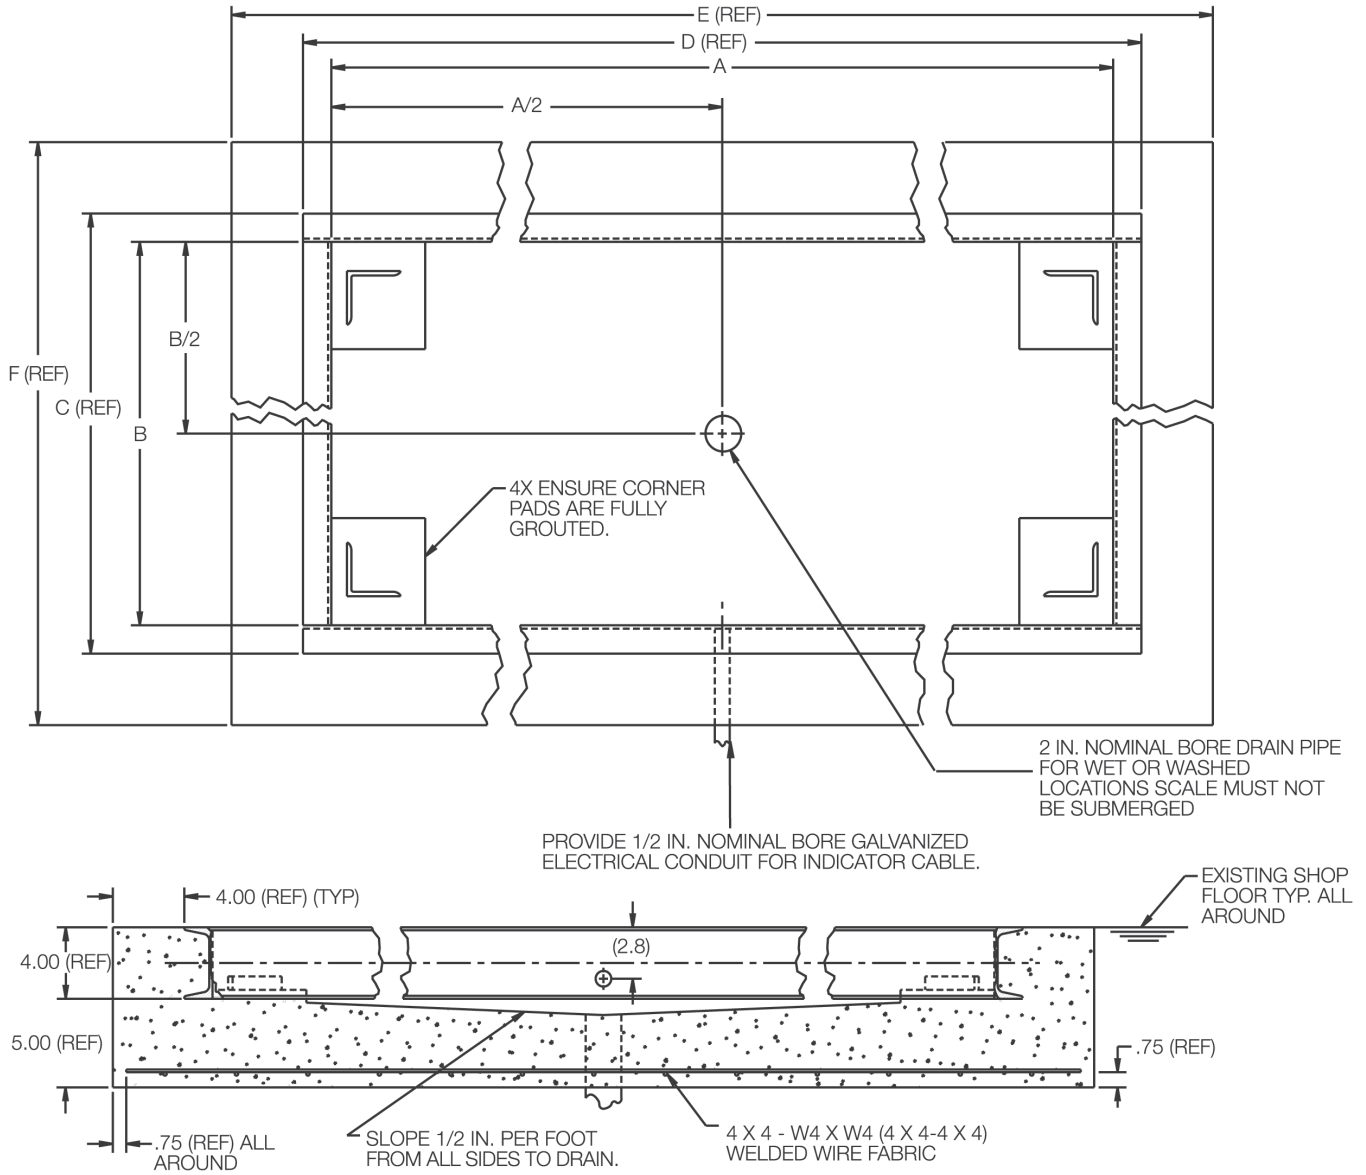 E (REF)
D (REF)
A
A/2
B/2
F (REF)
C (REF)
B
4X ENSURE CORNER
PADS ARE FULLY
GROUTED.
2 IN. NOMINAL BORE DRAIN PIPE
FOR WET OR WASHED
LOCATIONS SCALE MUST NOT
BE SUBMERGED
PROVIDE 1/2 IN. NOMINAL BORE GALVANIZED
ELECTRICAL CONDUIT FOR INDICATOR CABLE.
EXISTING SHOP
FLOOR TYP. ALL
AROUND
4.00 (REF) (TYP)
(2.8)
4.00 (REF)
5.00 (REF)
.75 (REF)
.75 (REF) ALL
AROUND
SLOPE 1/2 IN. PER FOOT
FROM ALL SIDES TO DRAIN.
4 X 4 - W4 X W4 (4 X 4-4 X 4)
WELDED WIRE FABRIC